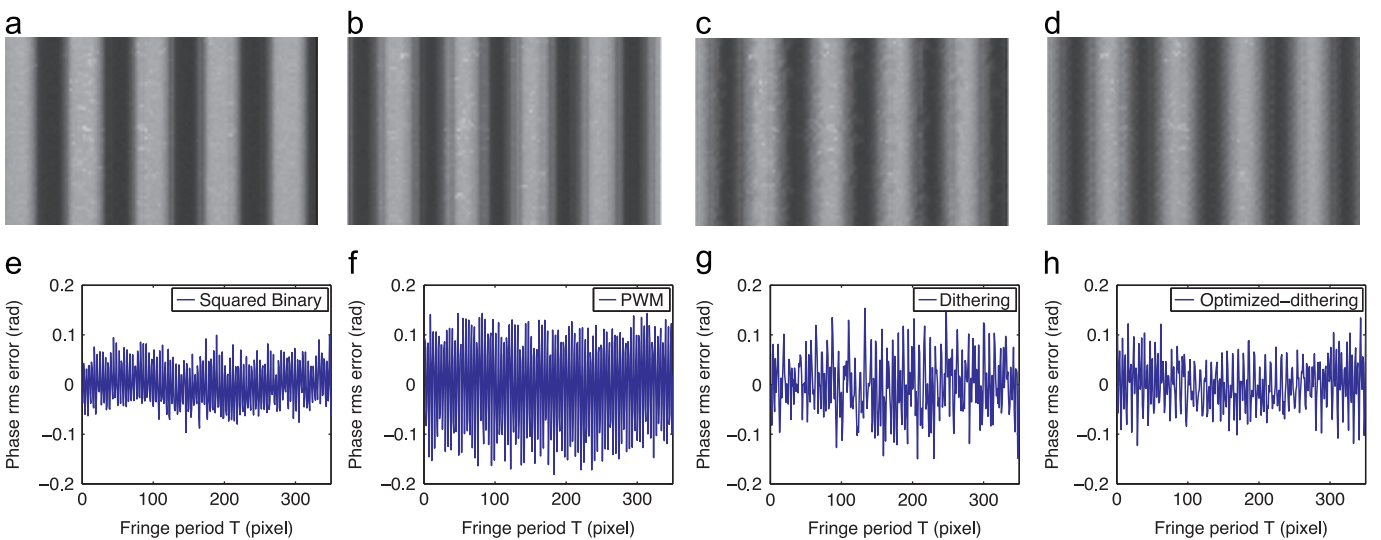 a
b
c
d
e
0.2
0.1
0
−0.1
−0.2
Phase rms error (rad)
Squared Binary
0
100
200
300
Fringe period T (pixel)
f
0.2
0.1
0
−0.1
−0.2
Phase rms error (rad)
PWM
0
100
200
300
Fringe period T (pixel)
g
0.2
0.1
0
−0.1
−0.2
Phase rms error (rad)
Dithering
0
100
200
300
Fringe period T (pixel)
h
0.2
0.1
0
−0.1
−0.2
Phase rms error (rad)
Optimized−dithering
0
100
200
300
Fringe period T (pixel)